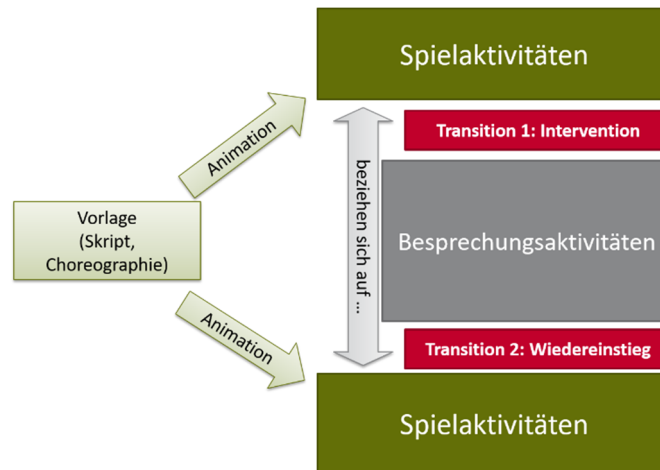 Spielaktivitäten
Animation
Transition 1: Intervention
beziehen sich auf ...
Vorlage
(Skript,
Choreographie)
Besprechungsaktivitäten
Animation
Transition 2: Wiedereinstieg
Spielaktivitäten